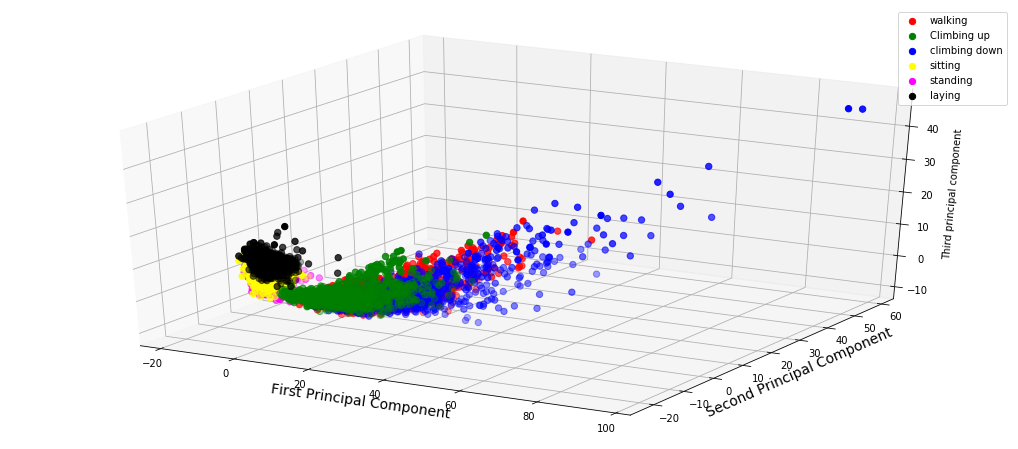 walking
Climbing up
climbing down
sitting
standing
laying
40
30
20
10
0
−10
Third principal component
60
50
40
30
20
10
0
−10
−20
Second Principal Component
−20
0
20
40
60
80
100
First Principal Component